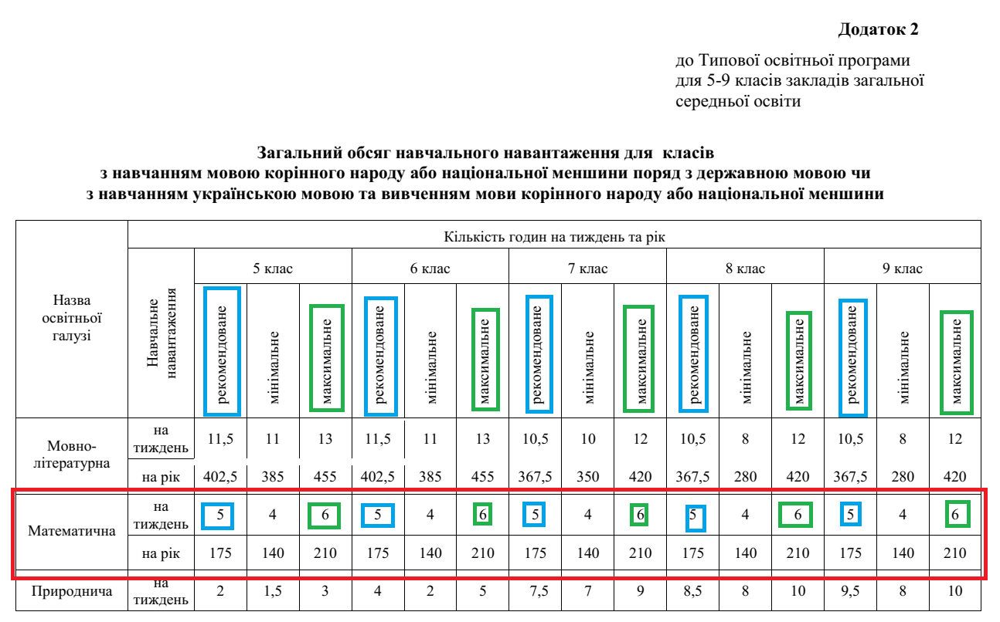 Додаток 2
до Типової освітньої програми
для 5-9 класів закладів загальної
середньої освіти
Загальний обсяг навчального навантаження для класів
з навчанням мовою корінного народу або національної меншини поряд з державною мовою чи
з навчанням українською мовою та вивченням мови корінного народу або національної меншини
Назва
освітньої
галузі
Навчальне
навантаження
Кількість годин на тиждень та рік
5 клас 6 клас 7 клас 8 клас 9 клас
рекомендоване мінімальне максимальне рекомендоване мінімальне максимальне рекомендоване мінімальне максимальне рекомендоване мінімальне максимальне рекомендоване мінімальне максимальне
Мовно-
літературна
на
тиждень 11,5 11 13 11,5 11 13 10,5 10 12 10,5 8 12 10,5 8 12
на рік 402,5 385 455 402,5 385 455 367,5 350 420 367,5 280 420 367,5 280 420
Математична
на
тиждень 5 4 6 5 4 6 5 4 6 5 4 6 5 4 6
на рік 175 140 210 175 140 210 175 140 210 175 140 210 175 140 210
Природнича
на
тиждень 2 1,5 3 4 2 5 7,5 7 9 8,5 8 10 9,5 8 10